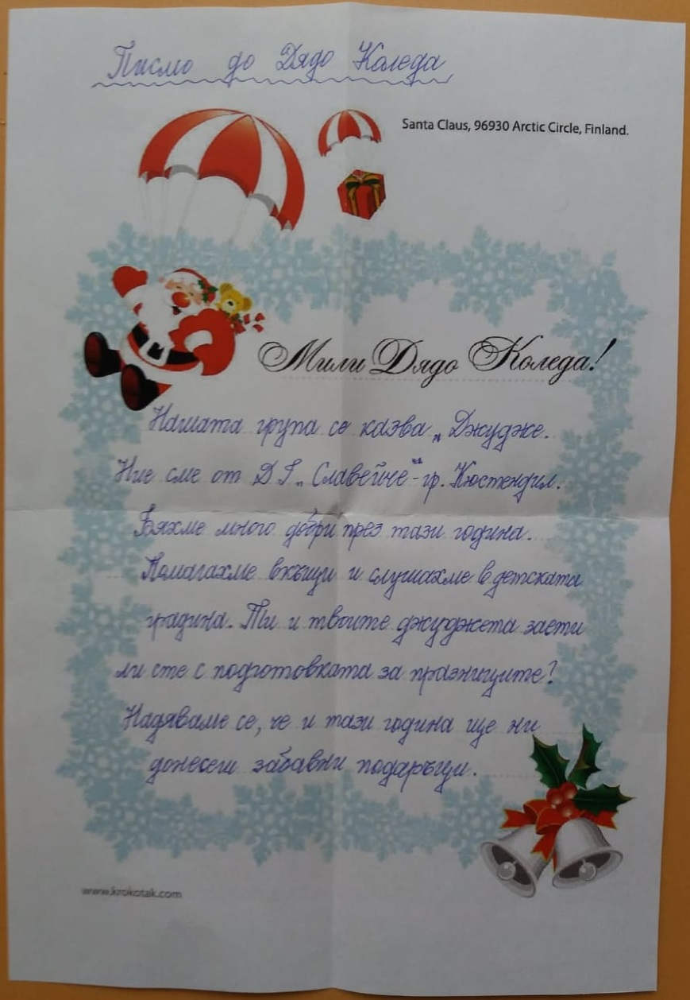 Писмо до Дядо Коледа
Santa Claus, 96930 Arctic Circle, Finland.
Мили Дядо Коледа!
Нашата група се казва „Джудже.
Ние сме от ДГ „Славейче“-гр. Кюстендил.
Бяхме много добри през тази година.
Помагахме вкъщи и слушахме в детската
градина. Ти и твоите джуджета заети
ли сте с подготовката за празниците?
Надяваме се, че и тази година ще ни
донесеш забавни подаръци.
www.krokotak.com